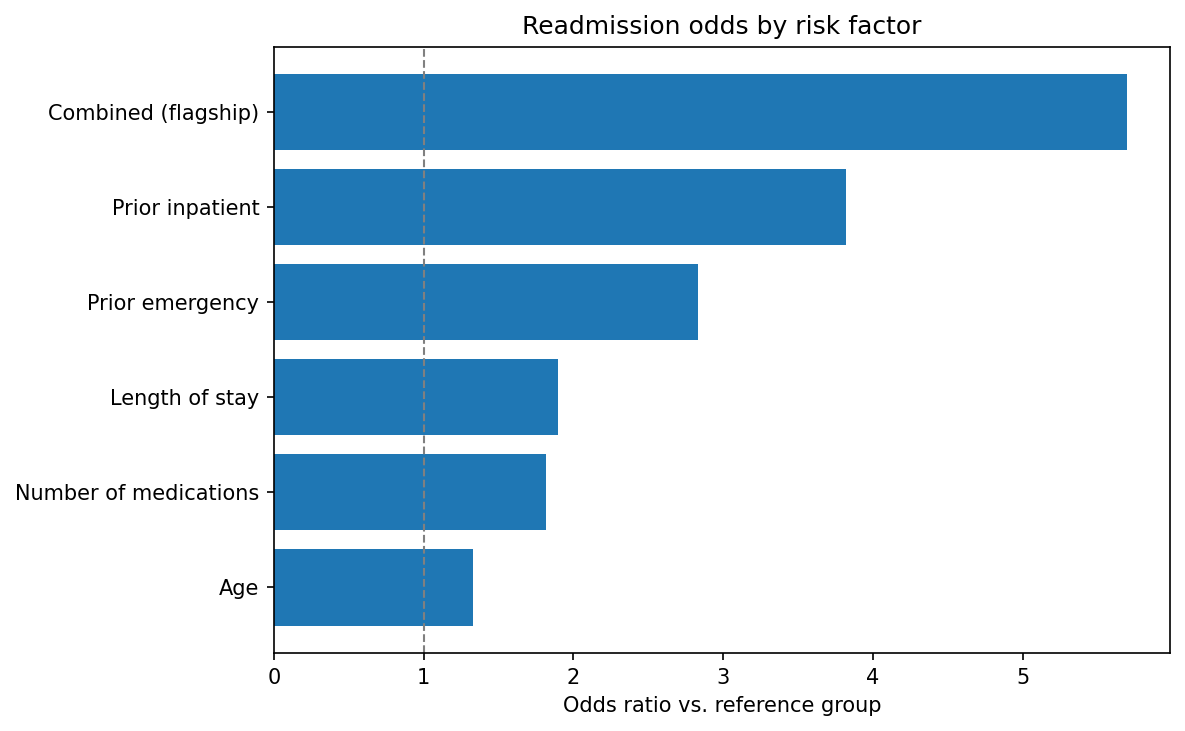 Readmission odds by risk factor
Combined (flagship)
Prior inpatient
Prior emergency
Length of stay
Number of medications
Age
0 1 2 3 4 5
Odds ratio vs. reference group